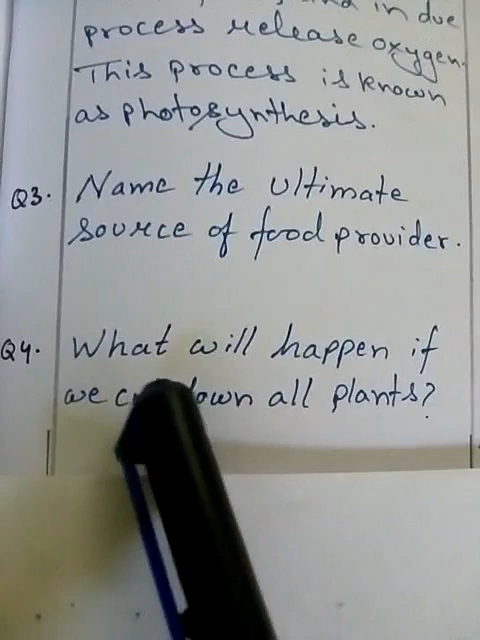 in due
process release oxygen.
This process is known
as photosynthesis.
Q3. Name the ultimate
source of food provider.
Q4. What will happen if
we down all plants?